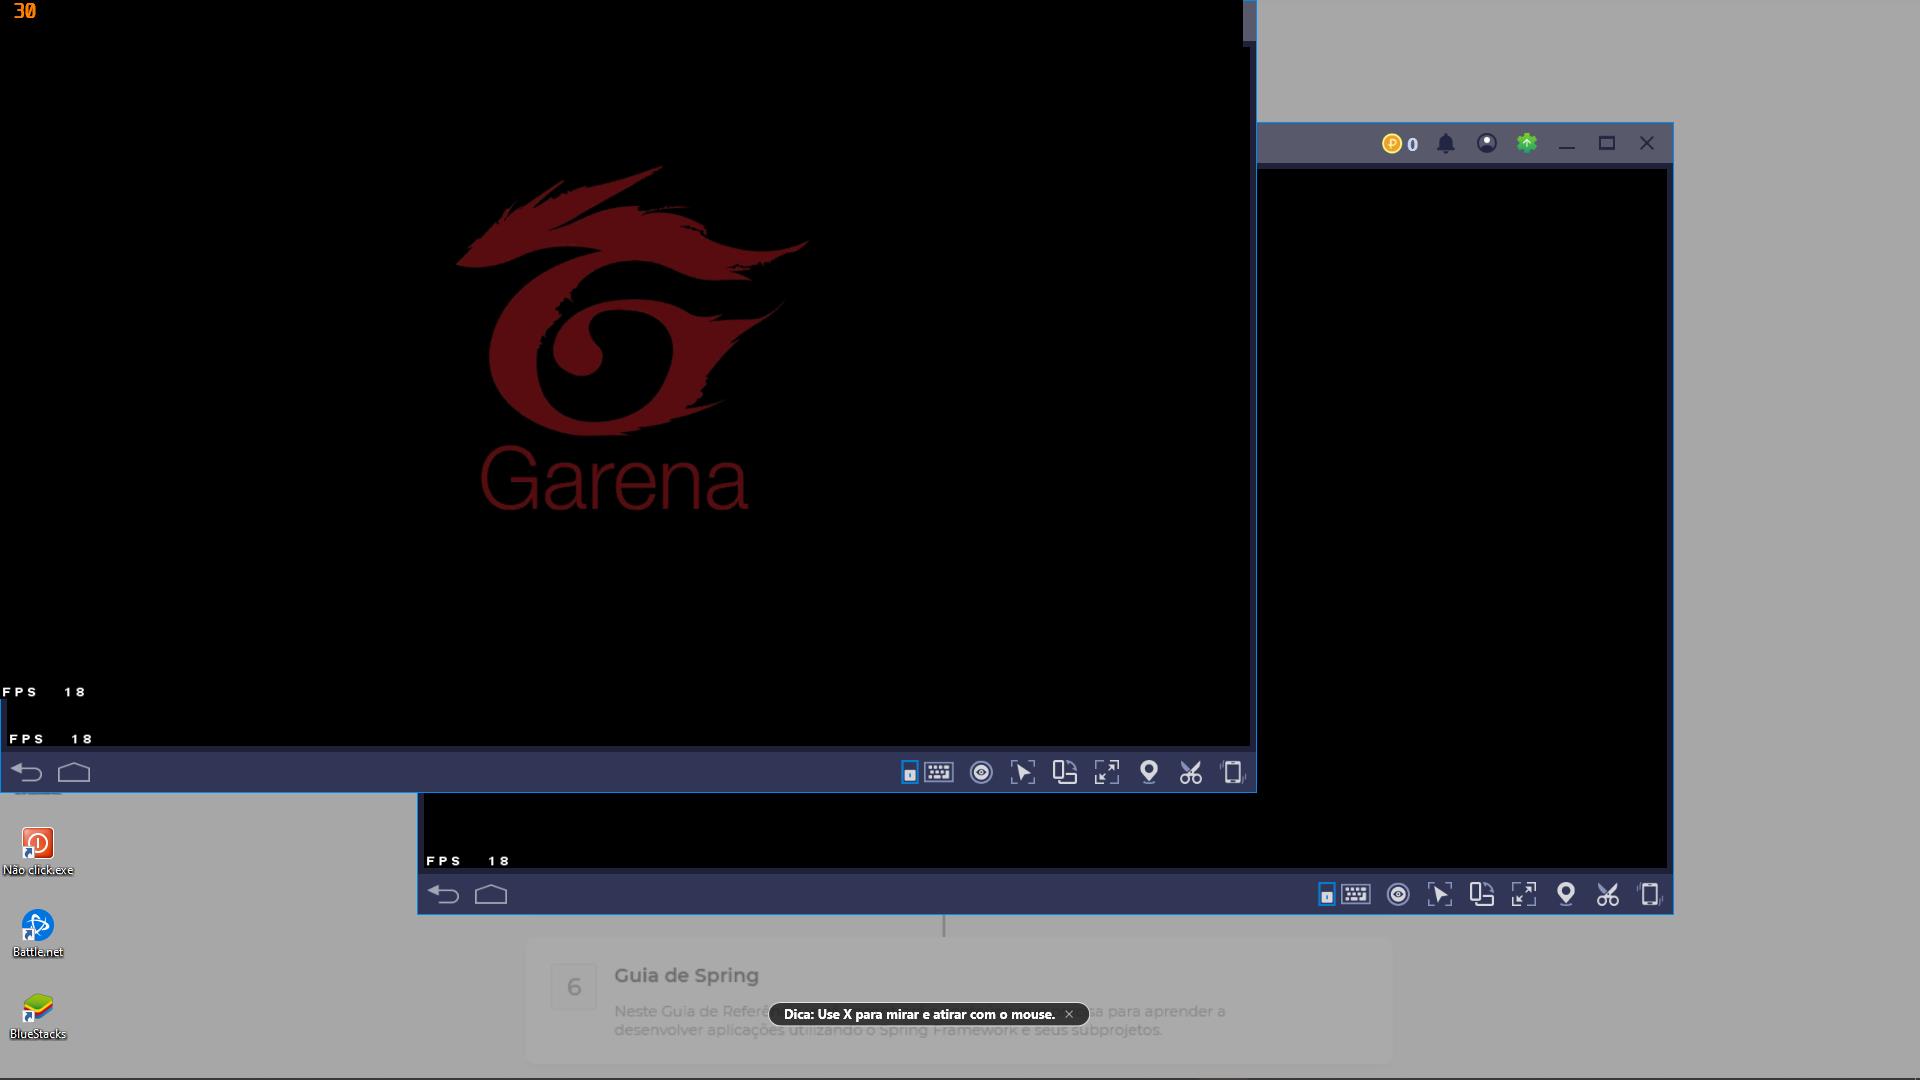 30
0
Garena
FPS 18
FPS 18
FPS 18
Não click.exe
Battle.net
BlueStacks
6
Guia de Spring
Neste Guia de Referên sa para aprender a
desenvolver aplicações utilizando o Spring Framework e seus subprojetos.
Dica: Use X para mirar e atirar com o mouse.